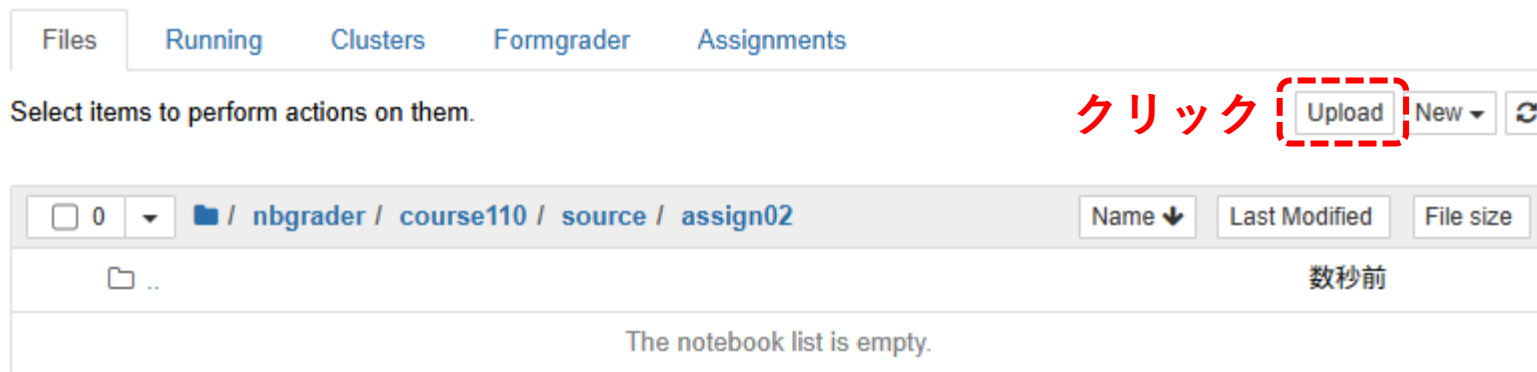 Files Running Clusters Formgrader Assignments
Select items to perform actions on them. クリック Upload New
0 / nbgrader / course110 / source / assign02 Name Last Modified File size
.. 数秒前
The notebook list is empty.